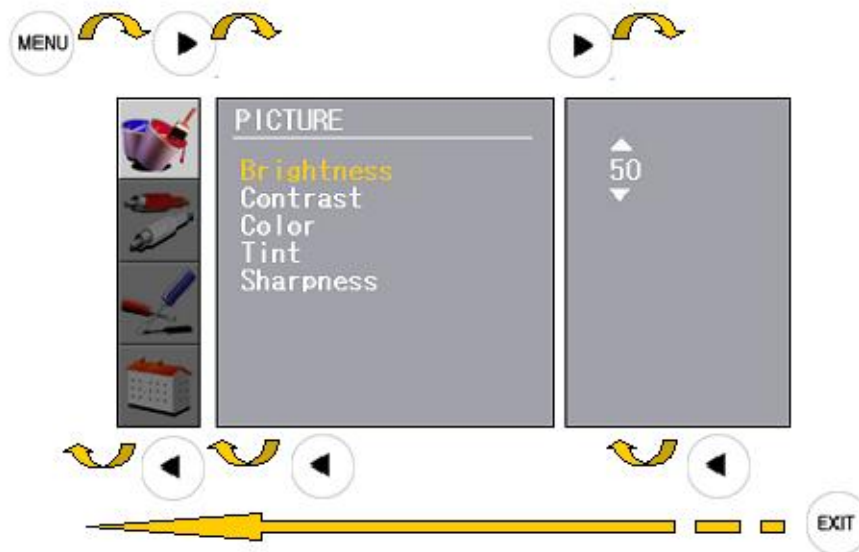 MENU
PICTURE
Brightness
50
Contrast
Color
Tint
Sharpness
EXIT